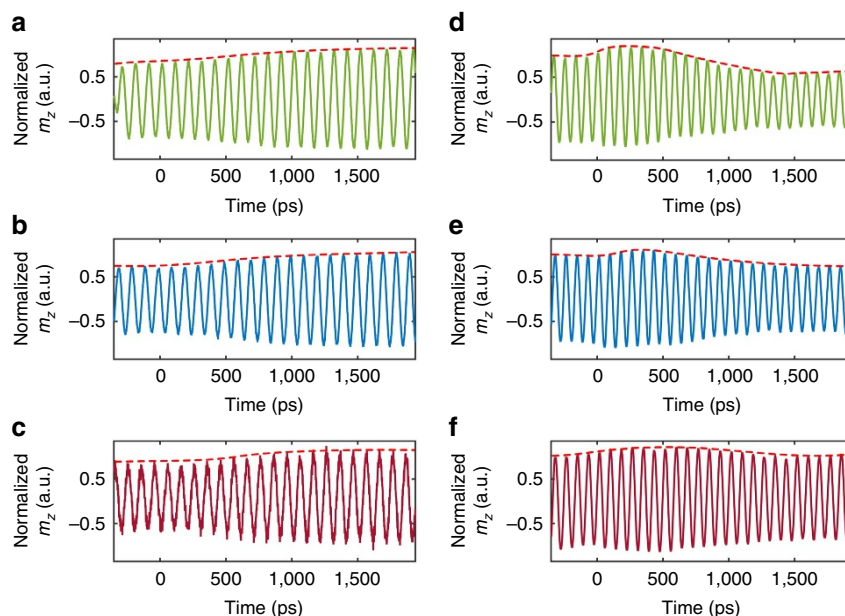 a
Normalized
m_z (a.u.)
0.5
–0.5
0 500 1,000 1,500
Time (ps)
b
Normalized
m_z (a.u.)
0.5
–0.5
0 500 1,000 1,500
Time (ps)
c
Normalized
m_z (a.u.)
0.5
–0.5
0 500 1,000 1,500
Time (ps)
d
Normalized
m_z (a.u.)
0.5
–0.5
0 500 1,000 1,500
Time (ps)
e
Normalized
m_z (a.u.)
0.5
–0.5
0 500 1,000 1,500
Time (ps)
f
Normalized
m_z (a.u.)
0.5
–0.5
0 500 1,000 1,500
Time (ps)